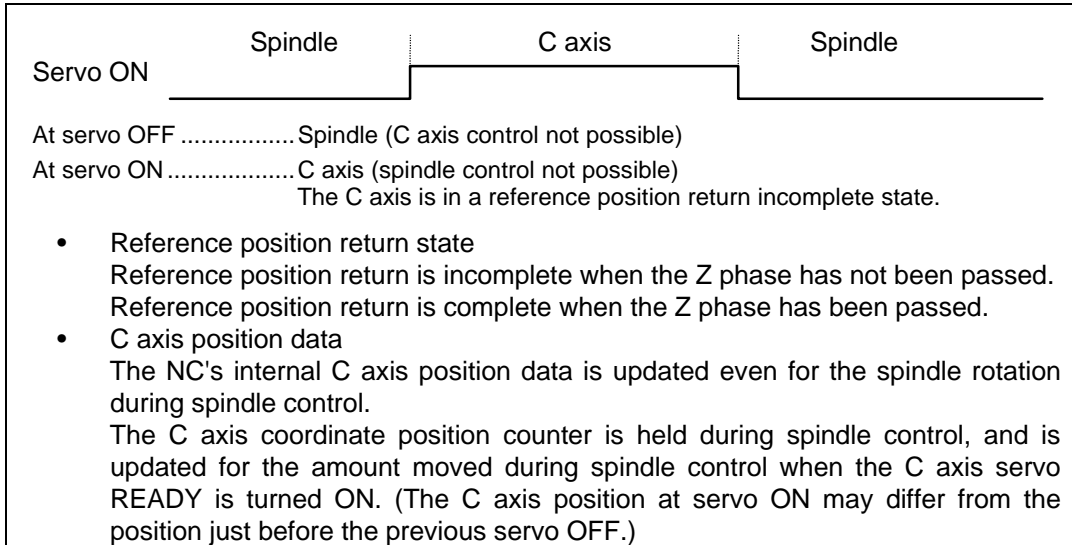 Spindle C axis Spindle
Servo ON
At servo OFF .................Spindle (C axis control not possible)
At servo ON ...................C axis (spindle control not possible)
The C axis is in a reference position return incomplete state.
• Reference position return state
Reference position return is incomplete when the Z phase has not been passed.
Reference position return is complete when the Z phase has been passed.
• C axis position data
The NC's internal C axis position data is updated even for the spindle rotation
during spindle control.
The C axis coordinate position counter is held during spindle control, and is
updated for the amount moved during spindle control when the C axis servo
READY is turned ON. (The C axis position at servo ON may differ from the
position just before the previous servo OFF.)